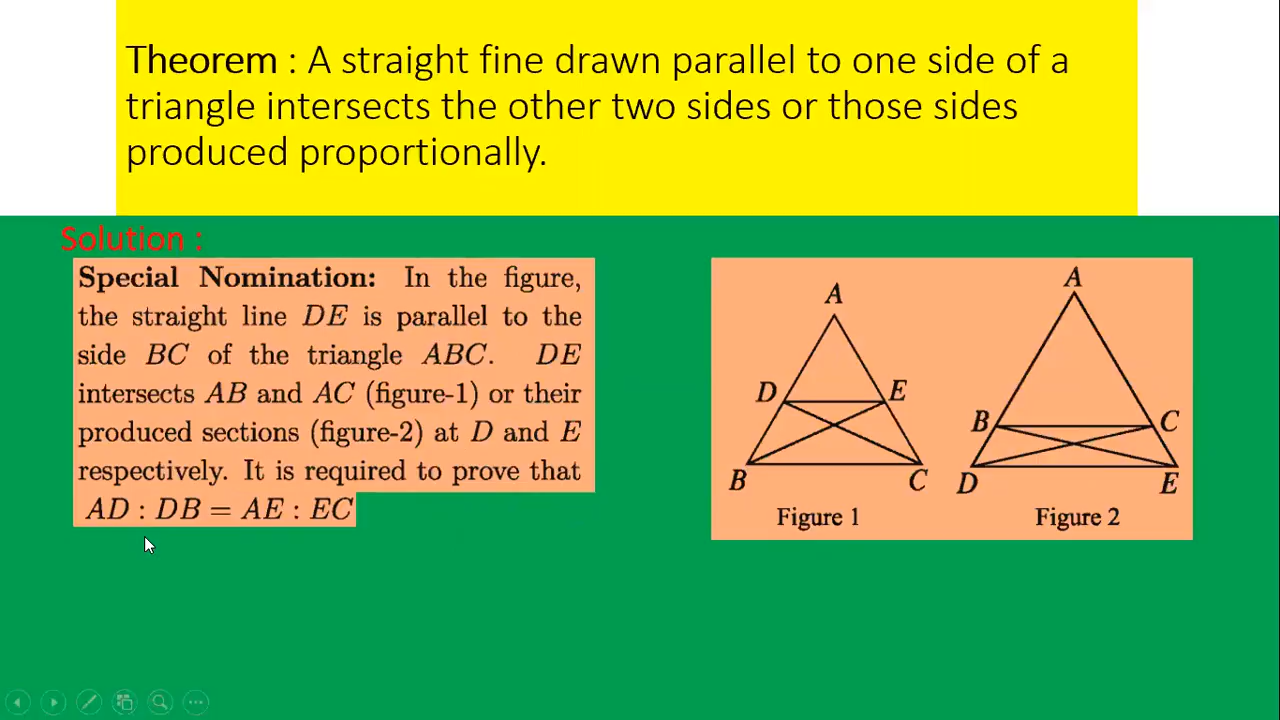 Theorem : A straight fine drawn parallel to one side of a
triangle intersects the other two sides or those sides
produced proportionally.
Solution :
Special Nomination: In the figure,
the straight line DE is parallel to the
side BC of the triangle ABC. DE
intersects AB and AC (figure-1) or their
produced sections (figure-2) at D and E
respectively. It is required to prove that
AD : DB = AE : EC
A
D E
B C
Figure 1
A
B C
D E
Figure 2